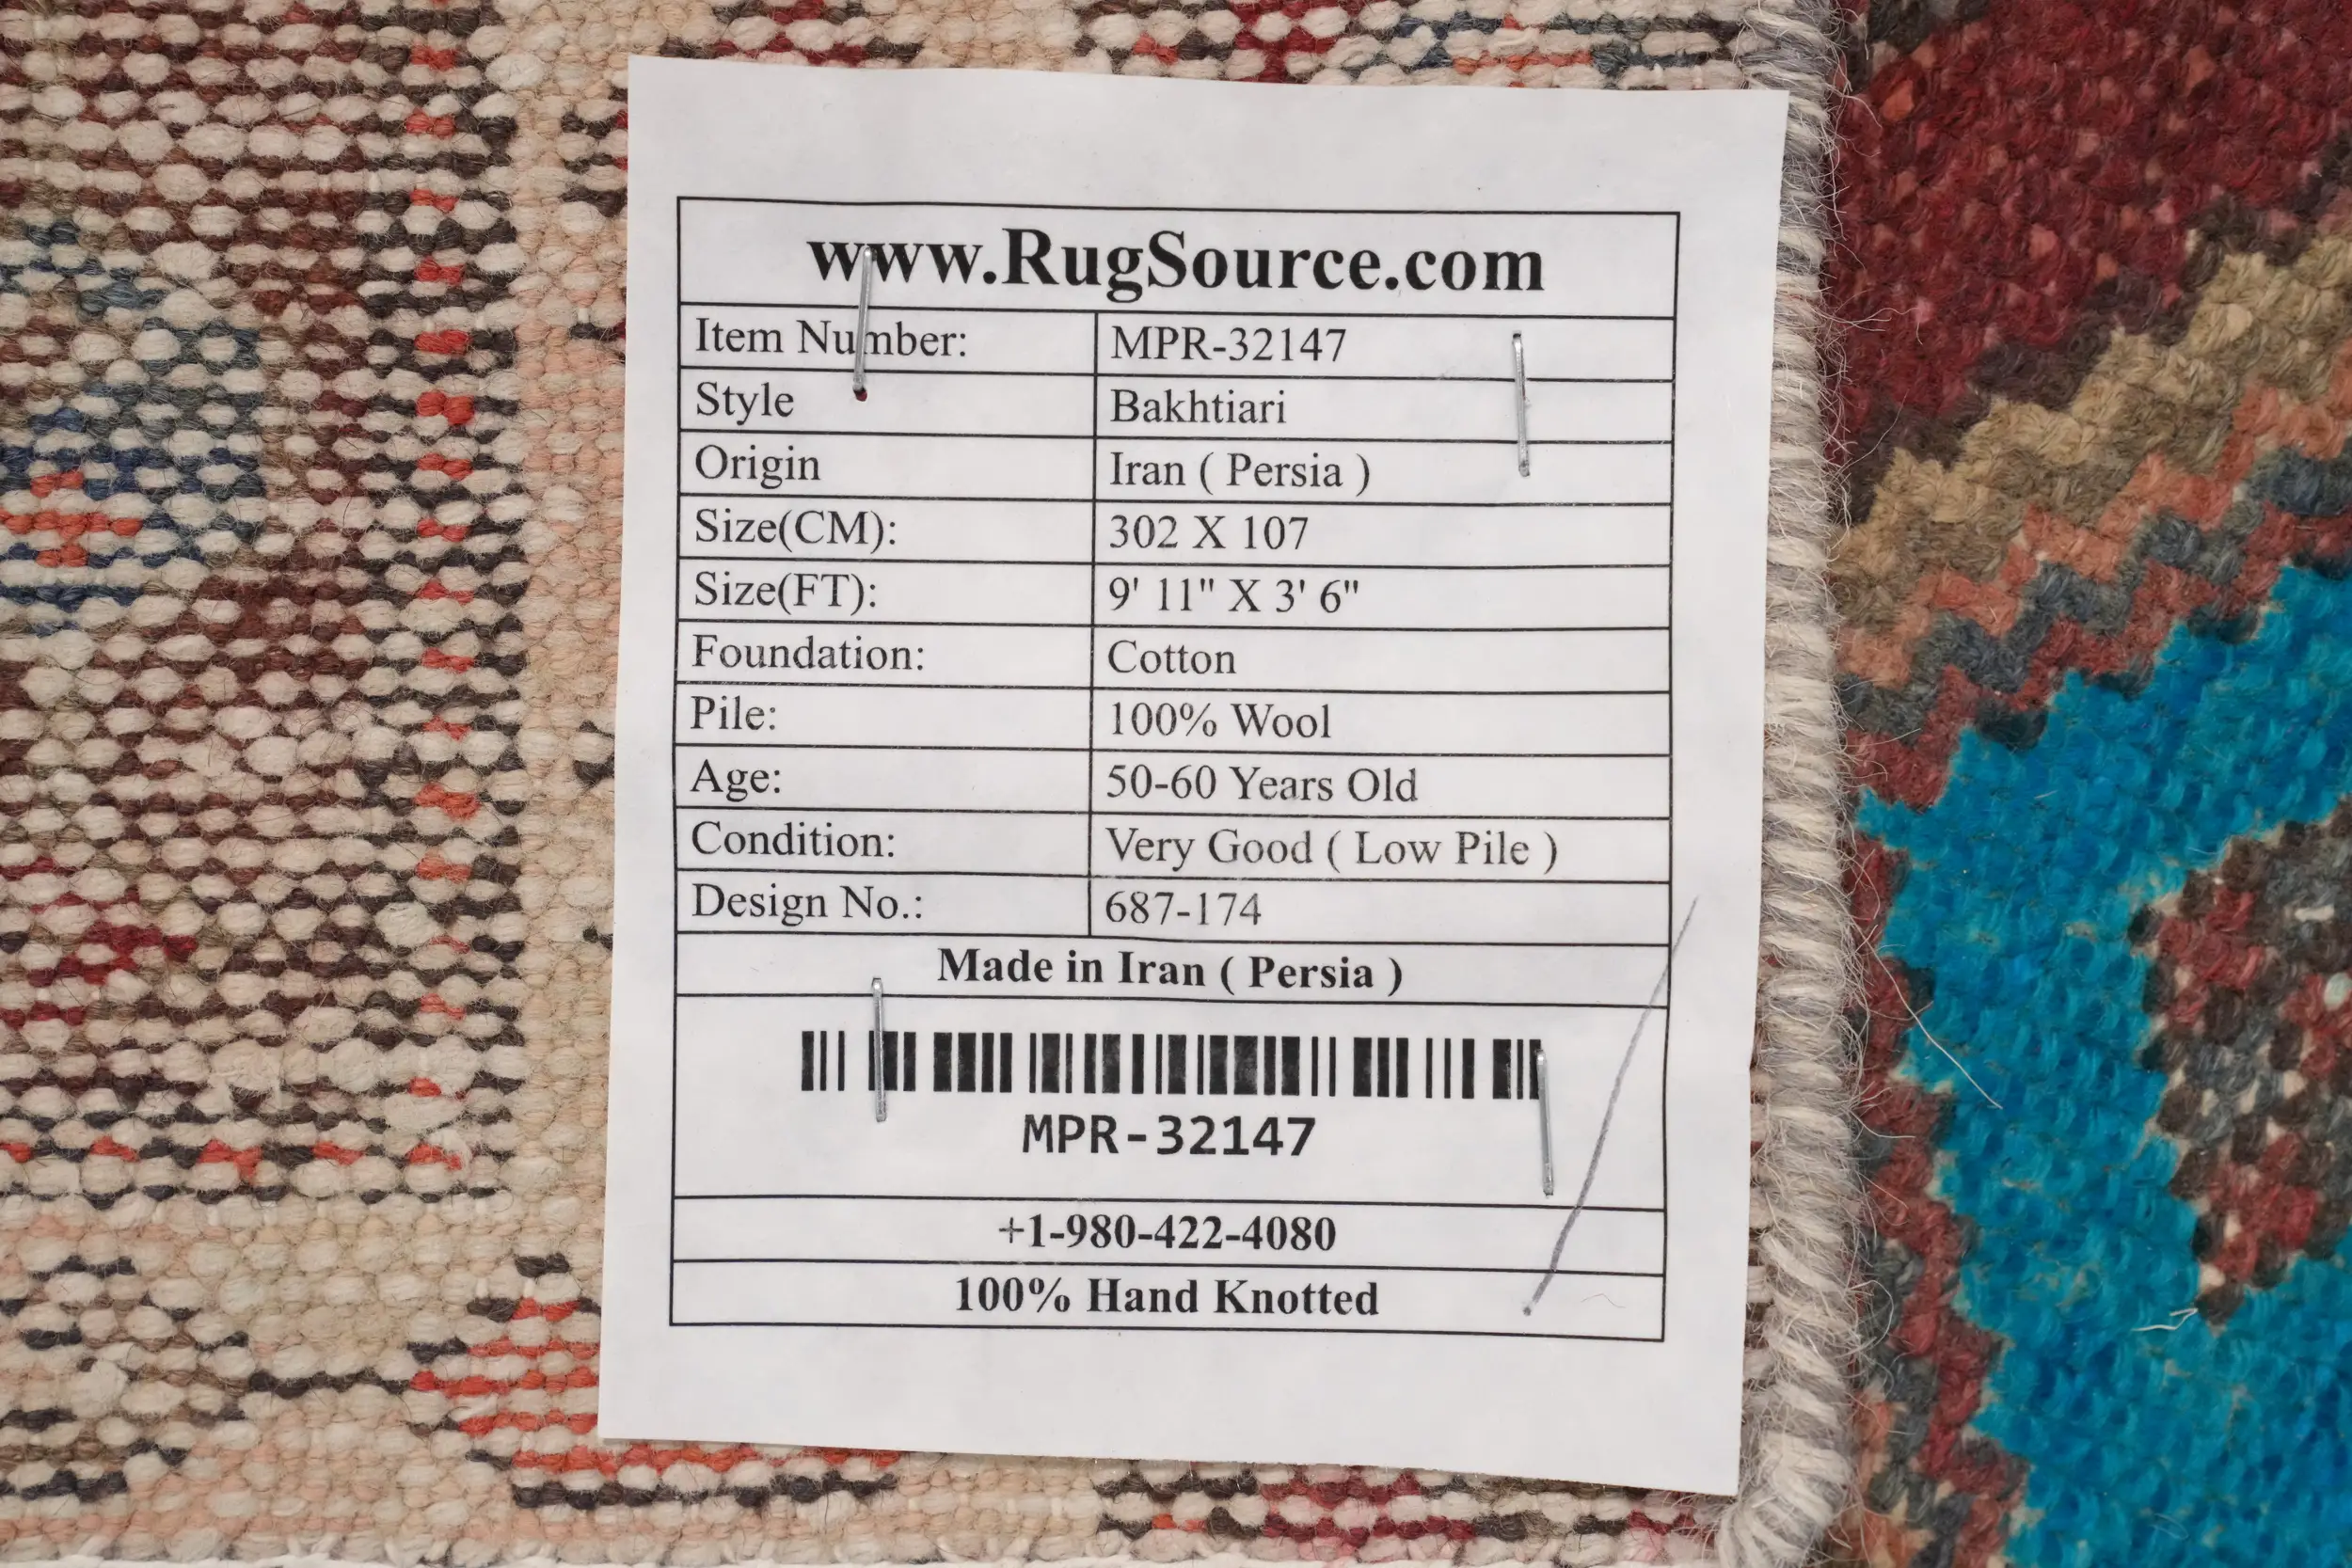 www.RugSource.com
Item Number: MPR-32147
Style Bakhtiari
Origin Iran ( Persia )
Size(CM): 302 X 107
Size(FT): 9' 11" X 3' 6"
Foundation: Cotton
Pile: 100% Wool
Age: 50-60 Years Old
Condition: Very Good ( Low Pile )
Design No.: 687-174
Made in Iran ( Persia )
MPR-32147
+1-980-422-4080
100% Hand Knotted